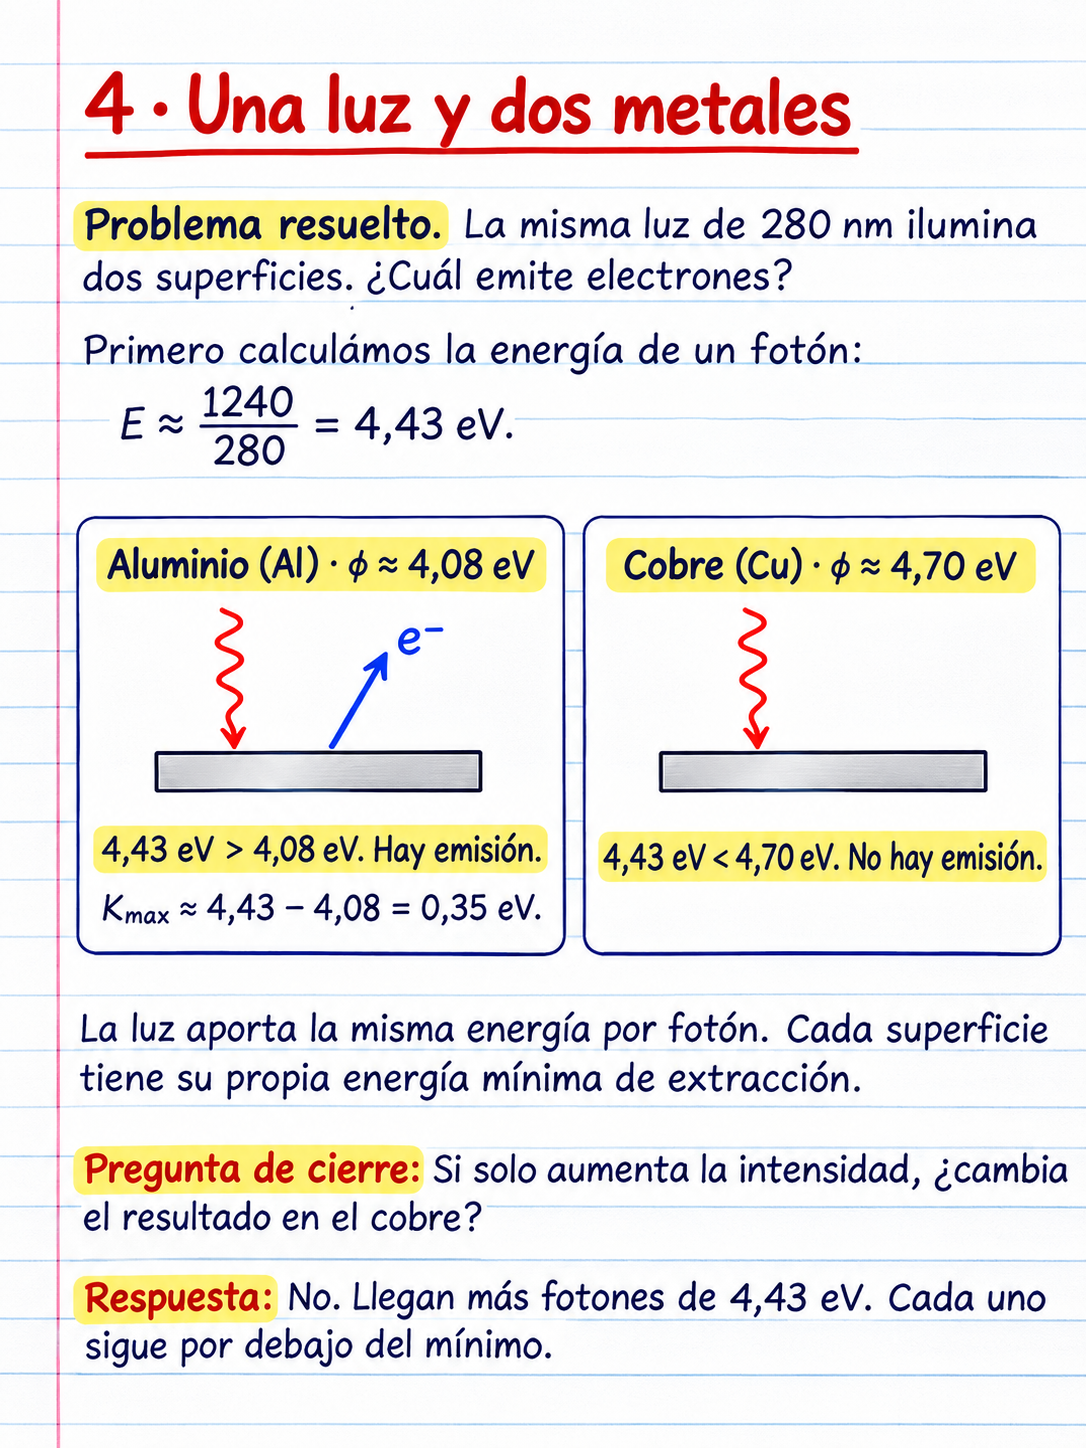 4 · Una luz y dos metales
Problema resuelto. La misma luz de 280 nm ilumina
dos superficies. ¿Cuál emite electrones?
Primero calculámos la energía de un fotón:
E ≈ 1240/280 = 4,43 eV.
Aluminio (Al) · ϕ ≈ 4,08 eV
e⁻
4,43 eV > 4,08 eV. Hay emisión.
Kmax ≈ 4,43 − 4,08 = 0,35 eV.
Cobre (Cu) · ϕ ≈ 4,70 eV
4,43 eV < 4,70 eV. No hay emisión.
La luz aporta la misma energía por fotón. Cada superficie
tiene su propia energía mínima de extracción.
Pregunta de cierre: Si solo aumenta la intensidad, ¿cambia
el resultado en el cobre?
Respuesta: No. Llegan más fotones de 4,43 eV. Cada uno
sigue por debajo del mínimo.